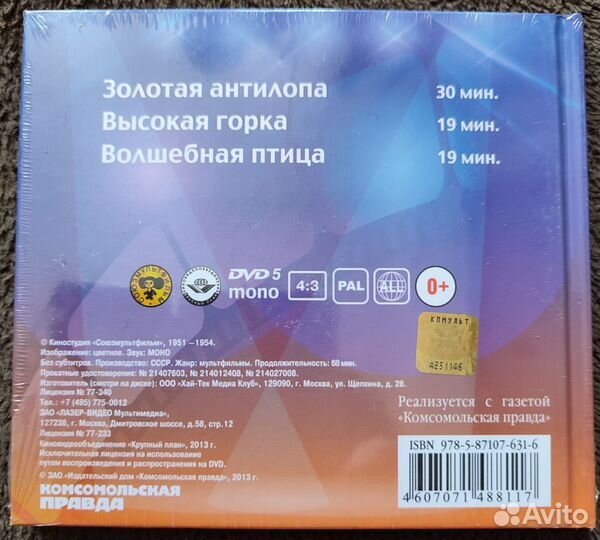 Золотая антилопа 30 мин.
Высокая горка 19 мин.
Волшебная птица 19 мин.
СОЮЗМУЛЬТФИЛЬМ
DVD 5
mono
4:3
PAL
ALL
0+
КПМУЛЬТ
А251146
© Киностудия «Союзмультфильм», 1951 –1954.
Изображение: цветное. Звук: МОНО
Без субтитров. Производство: СССР. Жанр: мультфильмы. Продолжительность: 68 мин.
Прокатные удостоверения: № 21407603, № 214012408, № 214027008.
Изготовитель (смотри на диске): ООО «Хай-Тек Медиа Клуб», 129090, г. Москва, ул. Щепкина, д. 28.
Лицензия № 77-340
Тел.: +7 (495) 775-0012
ЗАО «ЛАЗЕР-ВИДЕО Мультимедиа»,
127238, г. Москва, Дмитровское шоссе, д.58, стр.12
Лицензия № 77-233
Киновидеообъединение «Крупный план», 2013 г.
Исключительная лицензия на использование
путем воспроизведения и распространения на DVD.
© ЗАО «Издательский дом «Комсомольская правда», 2013 г.
КОМСОМОЛЬСКАЯ
ПРАВДА
Реализуется с газетой
«Комсомольская правда»
ISBN 978-5-87107-631-6
4 607071 488117
Avito